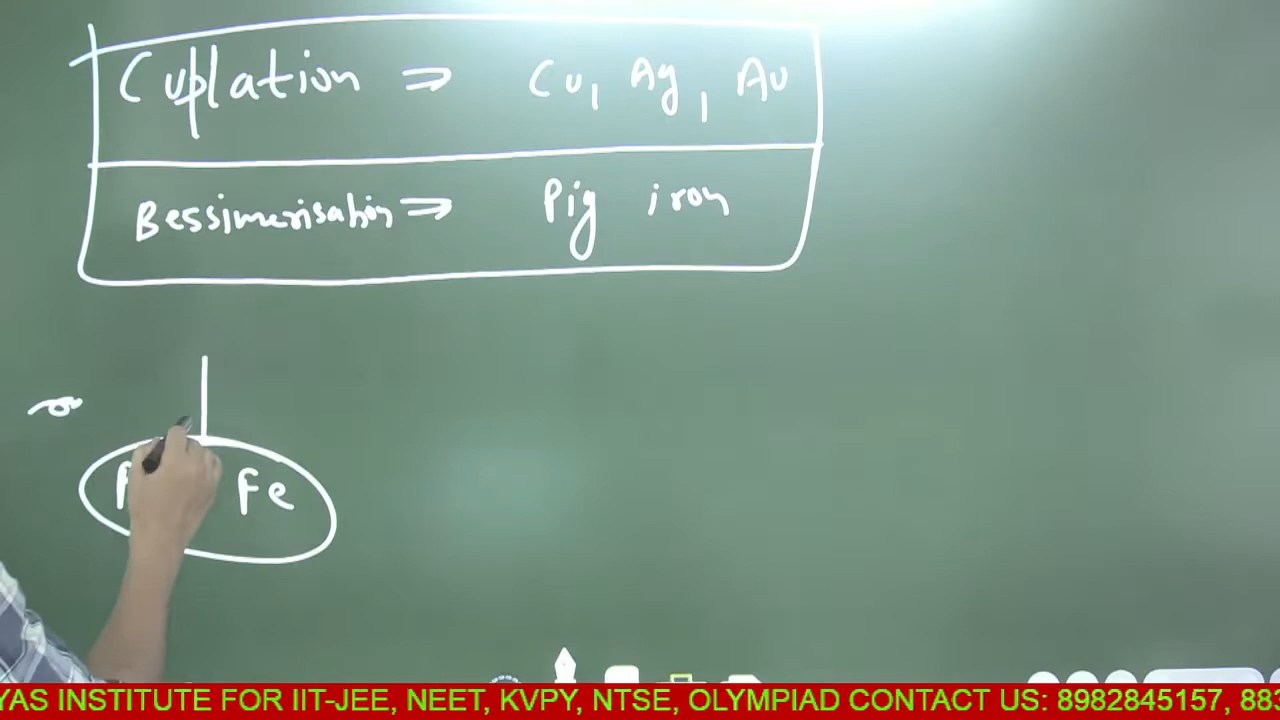 Cuplation ⇒ Cu, Ag, Au
Bessimerisation ⇒ Pig iron
Fe
YAS INSTITUTE FOR IIT-JEE, NEET, KVPY, NTSE, OLYMPIAD CONTACT US: 8982845157, 883